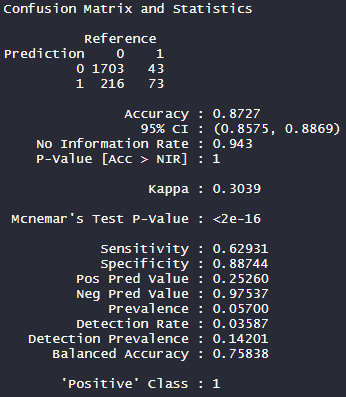 Confusion Matrix and Statistics
Reference
Prediction 0 1
0 1703 43
1 216 73
Accuracy : 0.8727
95% CI : (0.8575, 0.8869)
No Information Rate : 0.943
P-Value [Acc > NIR] : 1
Kappa : 0.3039
Mcnemar's Test P-Value : <2e-16
Sensitivity : 0.62931
Specificity : 0.88744
Pos Pred Value : 0.25260
Neg Pred Value : 0.97537
Prevalence : 0.05700
Detection Rate : 0.03587
Detection Prevalence : 0.14201
Balanced Accuracy : 0.75838
'Positive' Class : 1